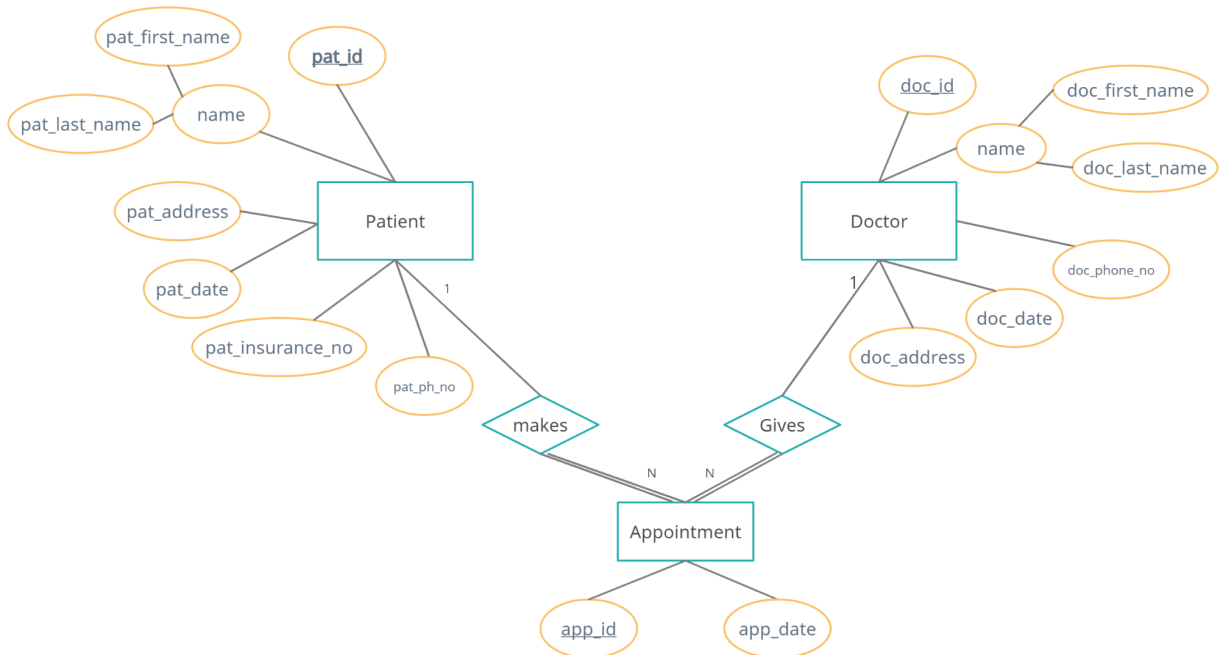 pat_first_name
pat_id
doc_id
doc_first_name
name
pat_last_name
name
doc_last_name
pat_address
Patient
Doctor
doc_phone_no
pat_date
1
1
doc_date
pat_insurance_no
doc_address
pat_ph_no
makes
Gives
N
N
Appointment
app_id
app_date